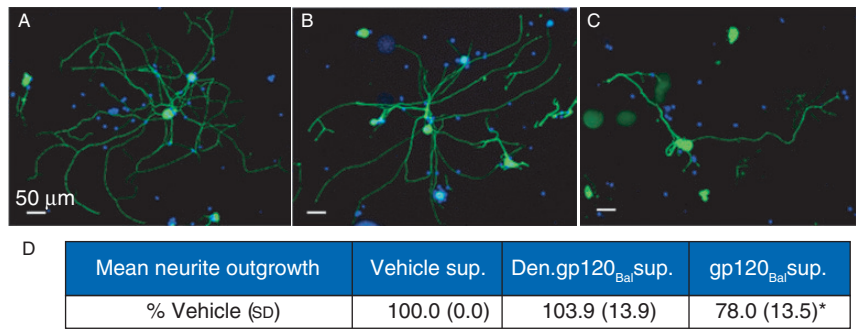 A
B
C
50 μm
D
Mean neurite outgrowth Vehicle sup. Den.gp120Bal sup. gp120Bal sup.
% Vehicle (SD) 100.0 (0.0) 103.9 (13.9) 78.0 (13.5)*